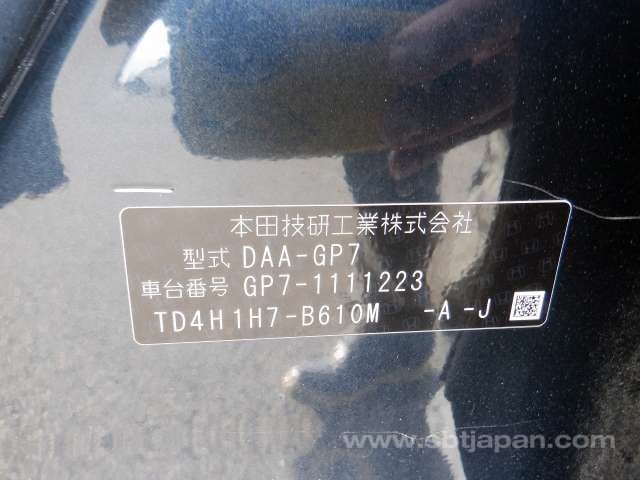 本田技研工業株式会社
型式 DAA-GP7
車台番号 GP7-1111223
TD4H1H7-B610M -A -J
www.sbtjapan.com